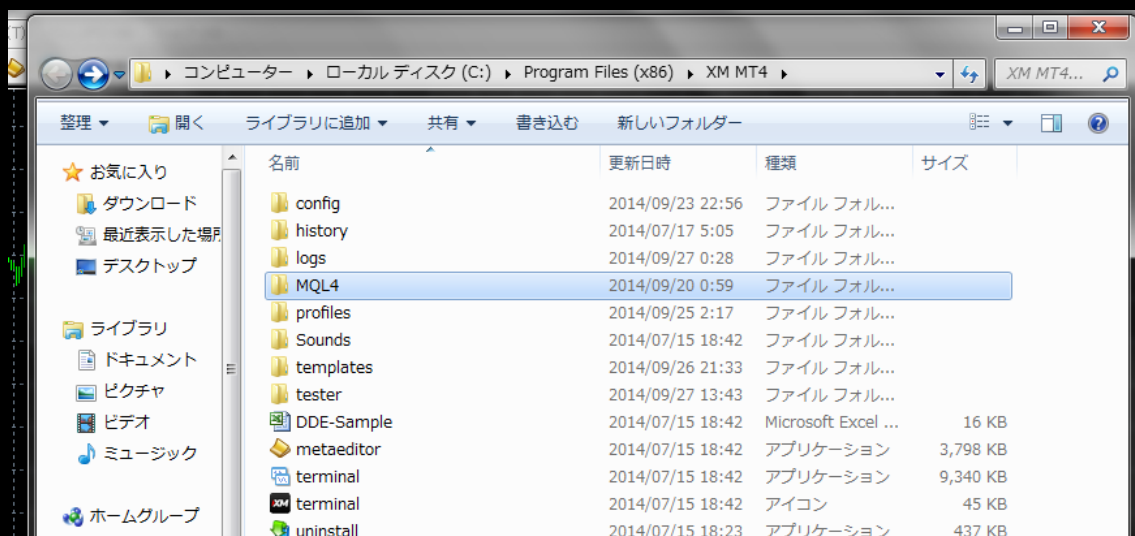 (T)
コンピューター ▸ ローカル ディスク (C:) ▸ Program Files (x86) ▸ XM MT4 ▸
XM MT4...
整理 開く ライブラリに追加 共有 書き込む 新しいフォルダー
お気に入り
ダウンロード
最近表示した場所
デスクトップ
ライブラリ
ドキュメント
ピクチャ
ビデオ
ミュージック
ホームグループ
名前 更新日時 種類 サイズ
config 2014/09/23 22:56 ファイル フォル...
history 2014/07/17 5:05 ファイル フォル...
logs 2014/09/27 0:28 ファイル フォル...
MQL4 2014/09/20 0:59 ファイル フォル...
profiles 2014/09/25 2:17 ファイル フォル...
Sounds 2014/07/15 18:42 ファイル フォル...
templates 2014/09/26 21:33 ファイル フォル...
tester 2014/09/27 13:43 ファイル フォル...
DDE-Sample 2014/07/15 18:42 Microsoft Excel ... 16 KB
metaeditor 2014/07/15 18:42 アプリケーション 3,798 KB
terminal 2014/07/15 18:42 アプリケーション 9,340 KB
XM terminal 2014/07/15 18:42 アイコン 45 KB
uninstall 2014/07/15 18:23 アプリケーション 437 KB